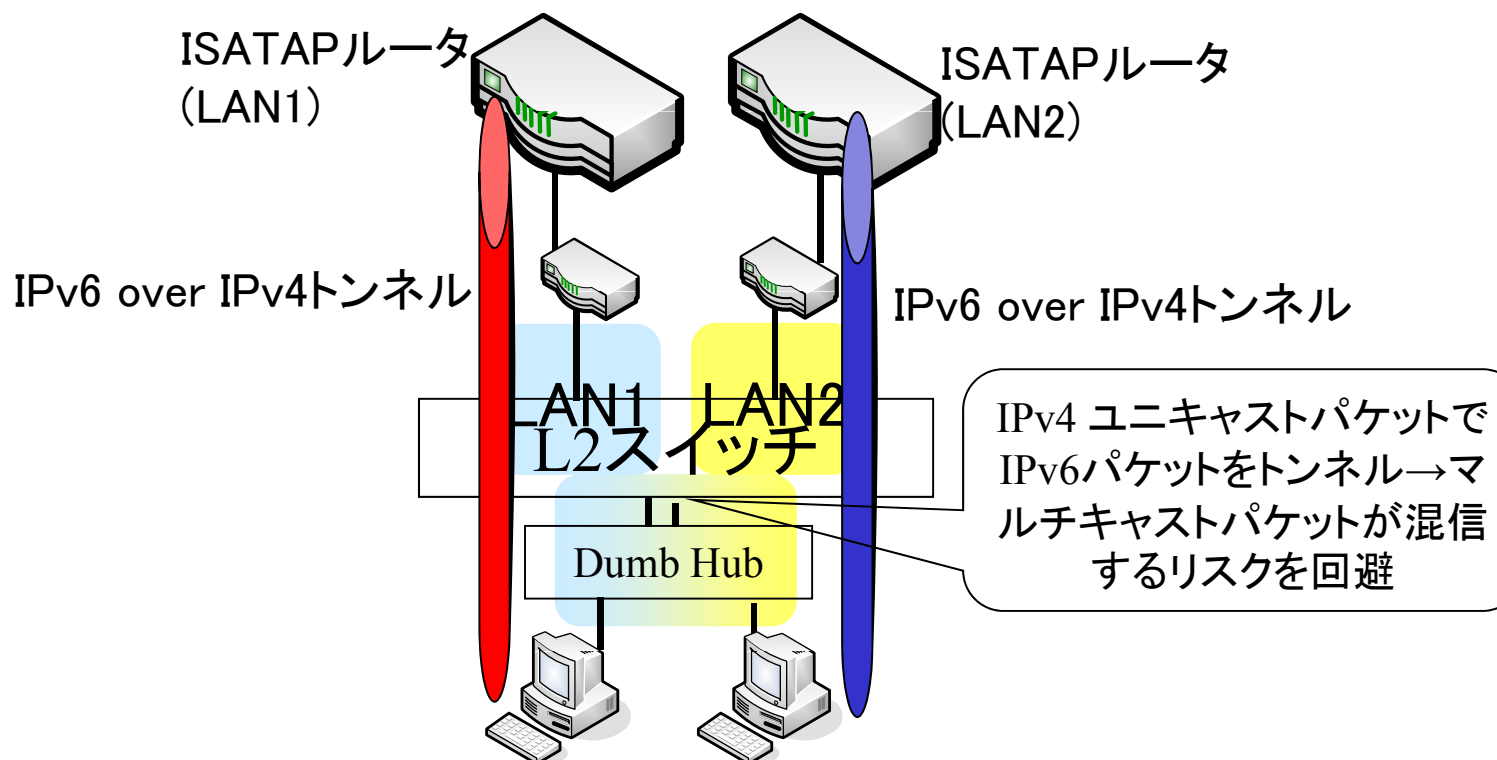 ISATAPルータ
(LAN1)
ISATAPルータ
(LAN2)
IPv6 over IPv4トンネル
IPv6 over IPv4トンネル
LAN1
LAN2
L2スイッチ
Dumb Hub
IPv4 ユニキャストパケットで
IPv6パケットをトンネル→マ
ルチキャストパケットが混信
するリスクを回避